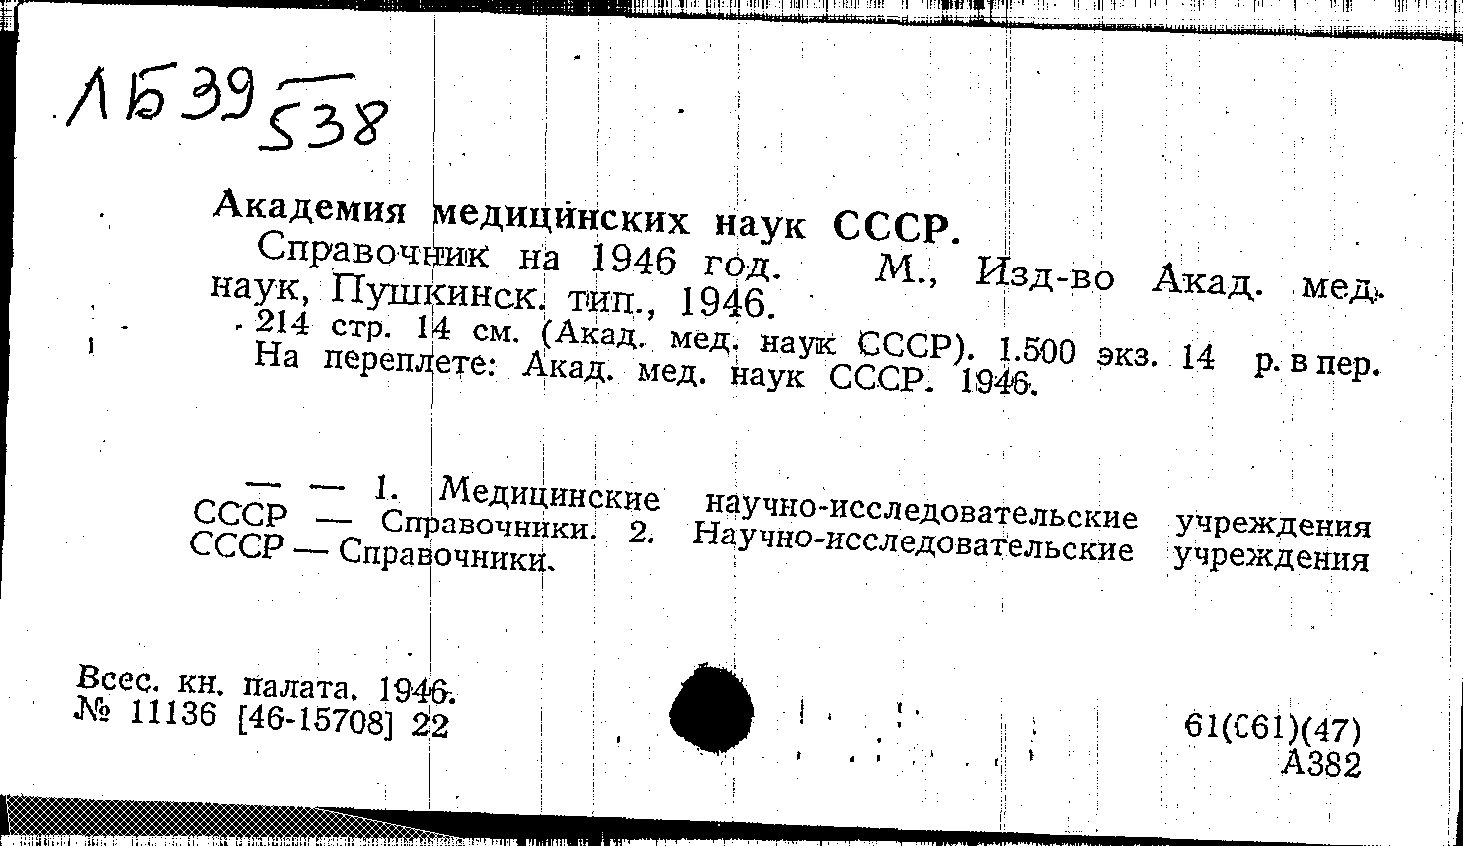 ЛБ 39
538
Академия медицинских наук СССР.
Справочник на 1946 год. М., Изд-во Акад. мед.
наук, Пушкинск. тип., 1946.
214 стр. 14 см. (Акад. мед. наук СССР). 1.500 экз. 14 р. в пер.
На переплете: Акад. мед. наук СССР. 1946.
— — 1. Медицинские научно-исследовательские учреждения
СССР — Справочники. 2. Научно-исследовательские учреждения
СССР — Справочники.
Всес. кн. палата. 1946.
№ 11136 [46-15708] 22
61(С61)(47)
А382